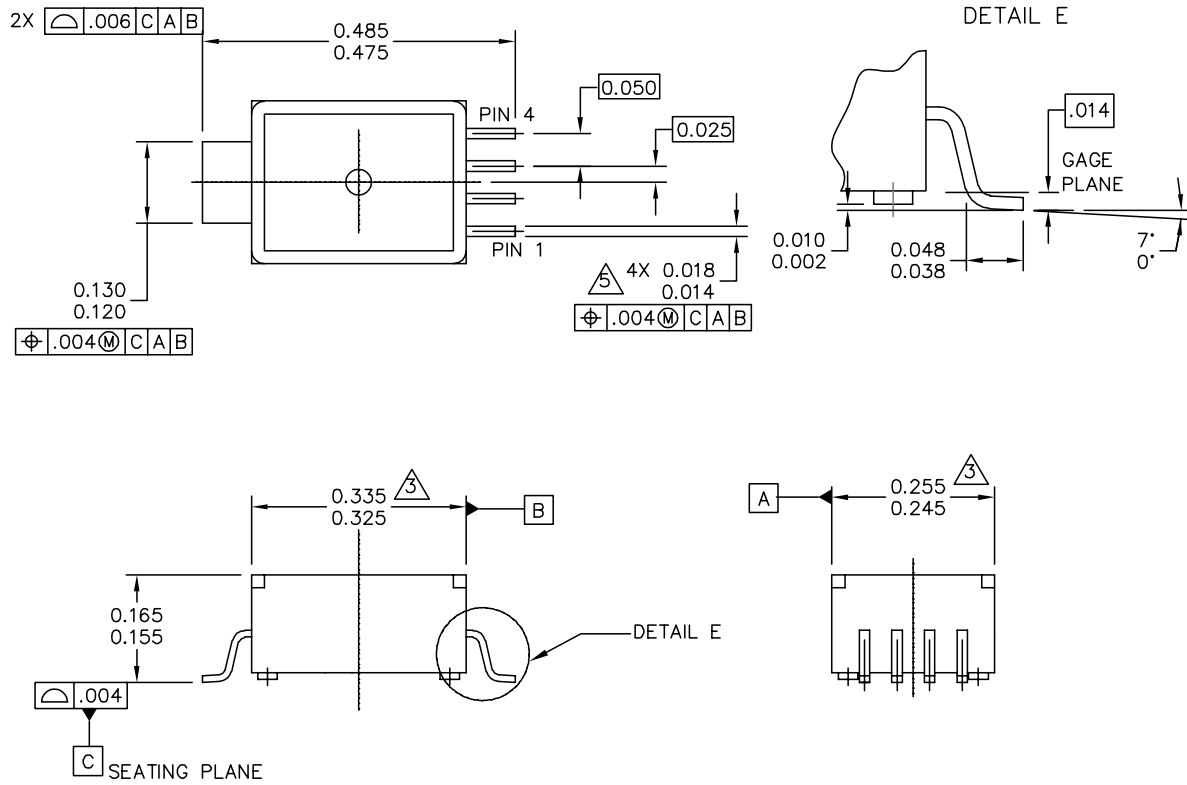 2X .006 C A B
0.485
0.475
DETAIL E
PIN 4
0.050
0.025
.014
GAGE
PLANE
PIN 1
0.130
0.120
.004 Ⓜ C A B
5 4X 0.018
0.014
.004 Ⓜ C A B
0.010
0.002
0.048
0.038
7°
0°
0.335 3
0.325
B
A
0.255 3
0.245
0.165
0.155
DETAIL E
.004
C SEATING PLANE